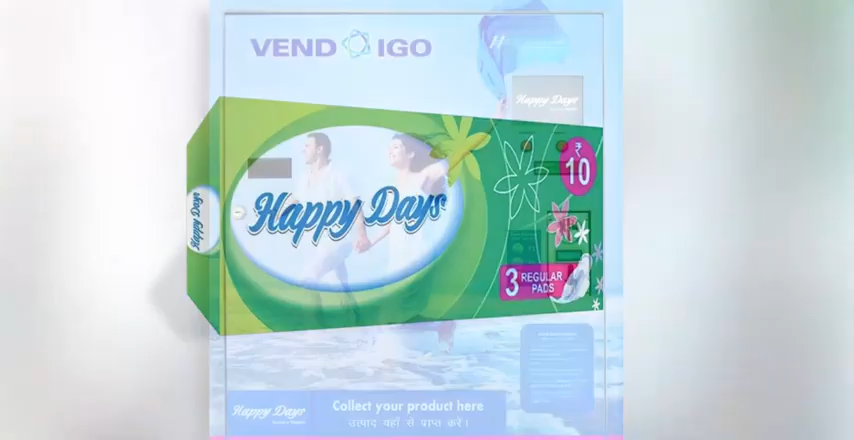 VEND IGO
Happy Days
₹
10
Happy Days
Happy Days
3 REGULAR
PADS
Happy Days
Collect your product here
उत्पाद यहाँ से प्राप्त करें।